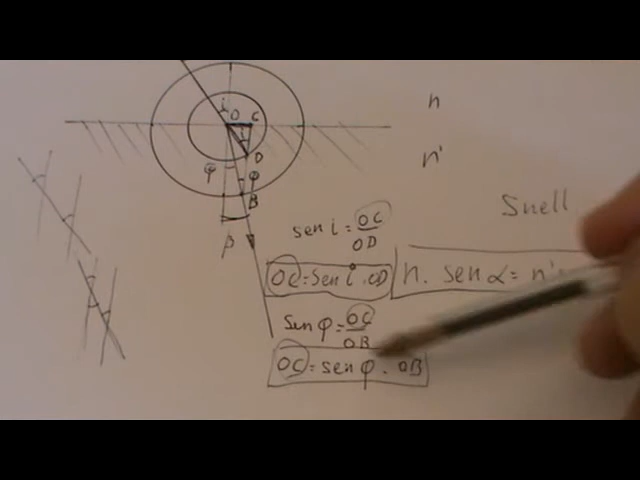 n
i O C
i
D
n'
φ φ
B
β
Snell
sen i = OC
OD
OC = sen i . OD
n. sen α = n'
sen φ = OC
OB
OC = sen φ . OB